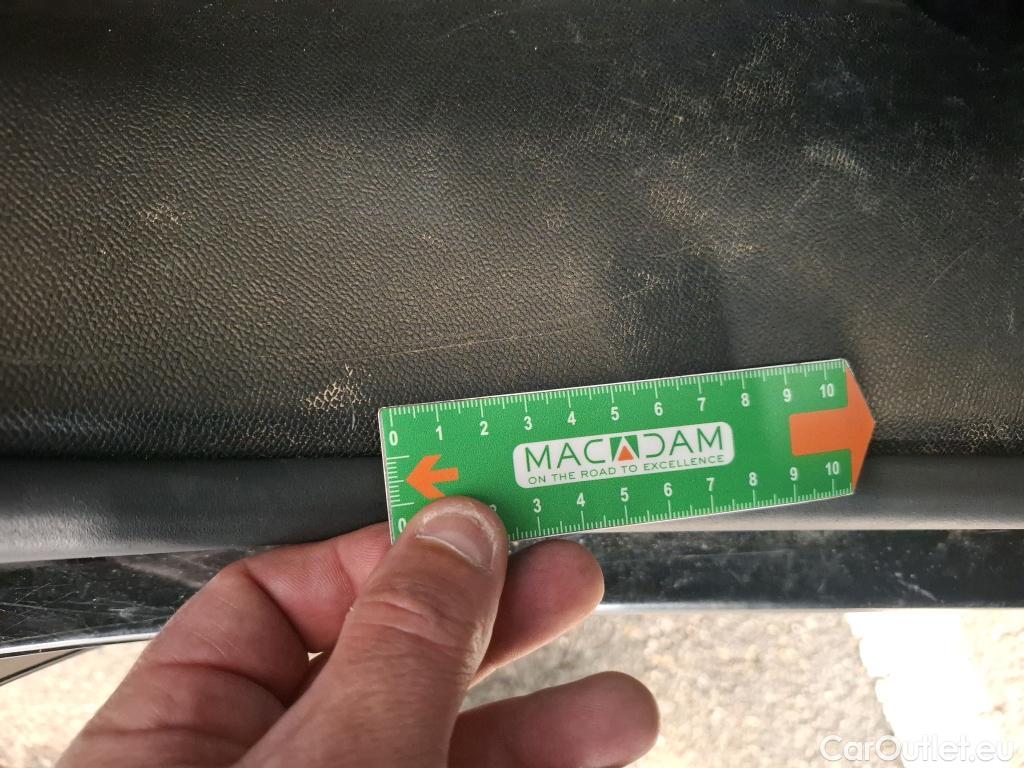 0 1 2 3 4 5 6 7 8 9 10
MACADAM
ON THE ROAD TO EXCELLENCE
0 3 4 5 6 7 8 9 10
CarOutlet.eu